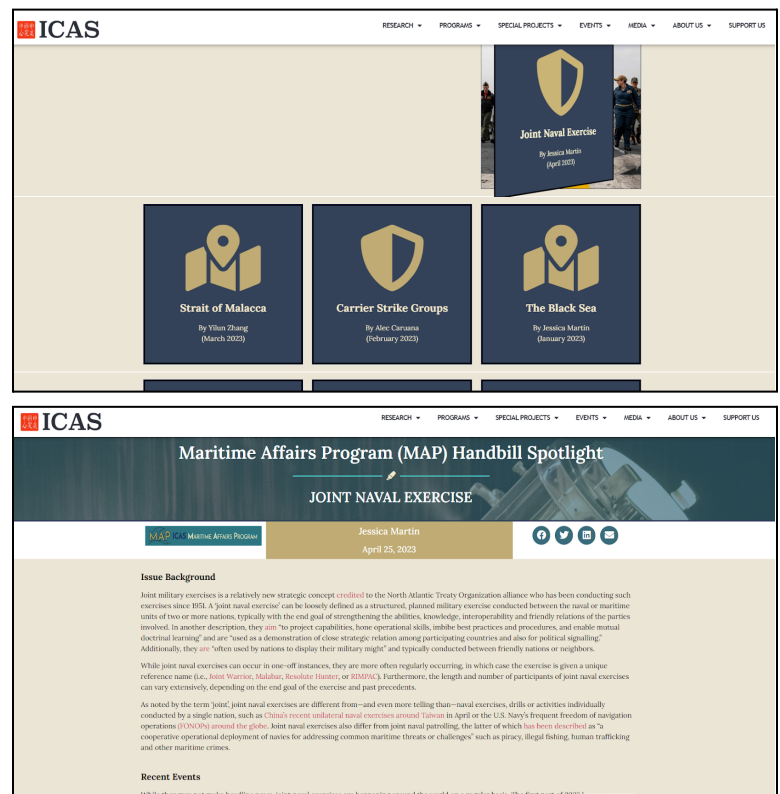 ICAS
RESEARCH PROGRAMS SPECIAL PROJECTS EVENTS MEDIA ABOUT US SUPPORT US
Joint Naval Exercise
By Jessica Martin
(April 2023)
Strait of Malacca
By Yilun Zhang
(March 2023)
Carrier Strike Groups
By Alec Caruana
(February 2023)
The Black Sea
By Jessica Martin
(January 2023)
ICAS
RESEARCH PROGRAMS SPECIAL PROJECTS EVENTS MEDIA ABOUT US SUPPORT US
Maritime Affairs Program (MAP) Handbill Spotlight
JOINT NAVAL EXERCISE
MAP ICAS MARITIME AFFAIRS PROGRAM
Jessica Martin
April 25, 2023
Issue Background
Joint military exercises is a relatively new strategic concept credited to the North Atlantic Treaty Organization alliance who has been conducting such
exercises since 1951. A 'joint naval exercise' can be loosely defined as a structured, planned military exercise conducted between the naval or maritime
units of two or more nations, typically with the end goal of strengthening the abilities, knowledge, interoperability and friendly relations of the parties
involved. In another description, they aim "to project capabilities, hone operational skills, imbibe best practices and procedures, and enable mutual
doctrinal learning" and are "used as a demonstration of close strategic relation among participating countries and also for political signalling."
Additionally, they are "often used by nations to display their military might" and typically conducted between friendly nations or neighbors.
While joint naval exercises can occur in one-off instances, they are more often regularly occurring, in which case the exercise is given a unique
reference name (i.e., Joint Warrior, Malabar, Resolute Hunter, or RIMPAC). Furthermore, the length and number of participants of joint naval exercises
can vary extensively, depending on the end goal of the exercise and past precedents.
As noted by the term 'joint', joint naval exercises are different from—and even more telling than—naval exercises, drills or activities individually
conducted by a single nation, such as China's recent unilateral naval exercises around Taiwan in April or the U.S. Navy's frequent freedom of navigation
operations (FONOPs) around the globe. Joint naval exercises also differ from joint naval patrolling, the latter of which has been described as "a
cooperative operational deployment of navies for addressing common maritime threats or challenges" such as piracy, illegal fishing, human trafficking
and other maritime crimes.
Recent Events